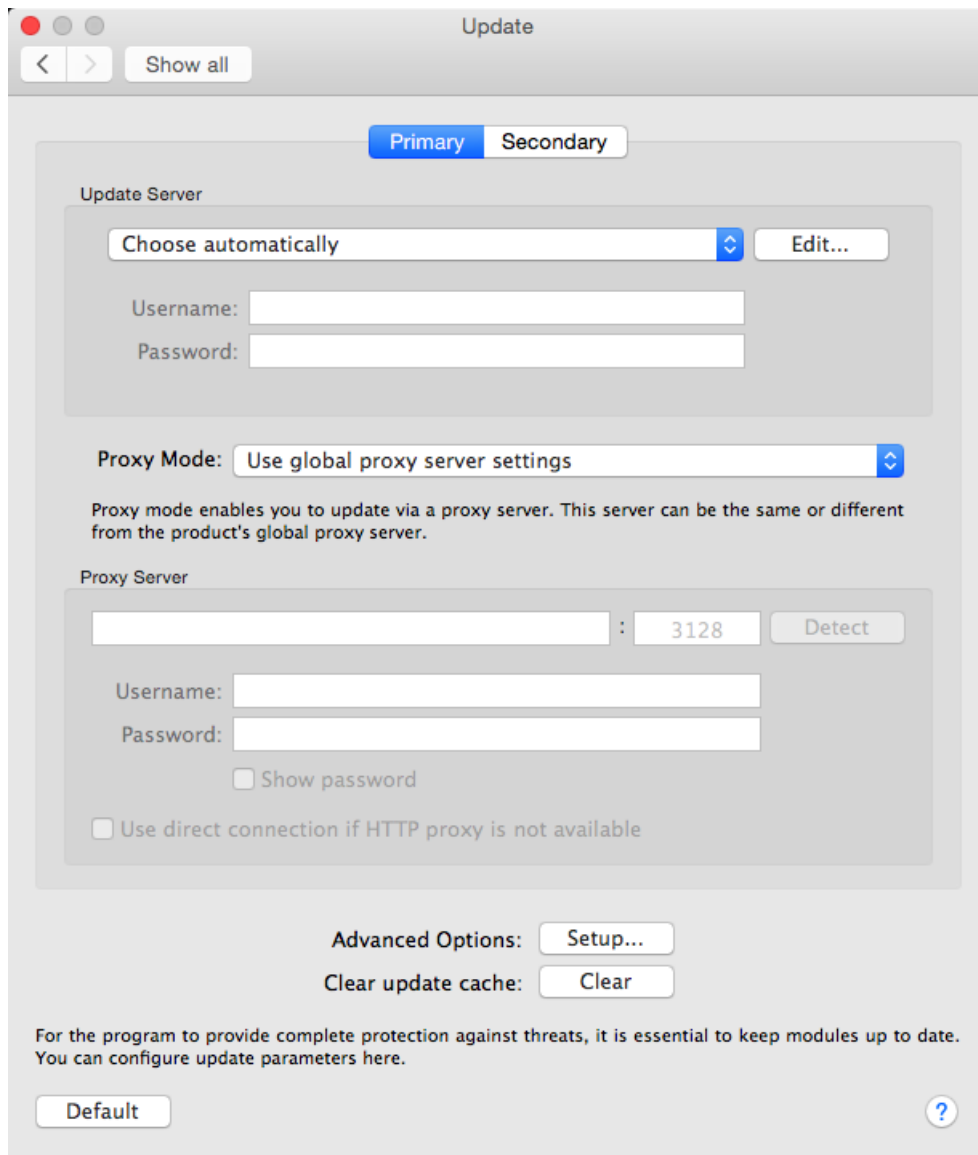 Update
Show all
Primary Secondary
Update Server
Choose automatically Edit...
Username:
Password:
Proxy Mode: Use global proxy server settings
Proxy mode enables you to update via a proxy server. This server can be the same or different
from the product's global proxy server.
Proxy Server
: 3128 Detect
Username:
Password:
Show password
Use direct connection if HTTP proxy is not available
Advanced Options: Setup...
Clear update cache: Clear
For the program to provide complete protection against threats, it is essential to keep modules up to date.
You can configure update parameters here.
Default ?